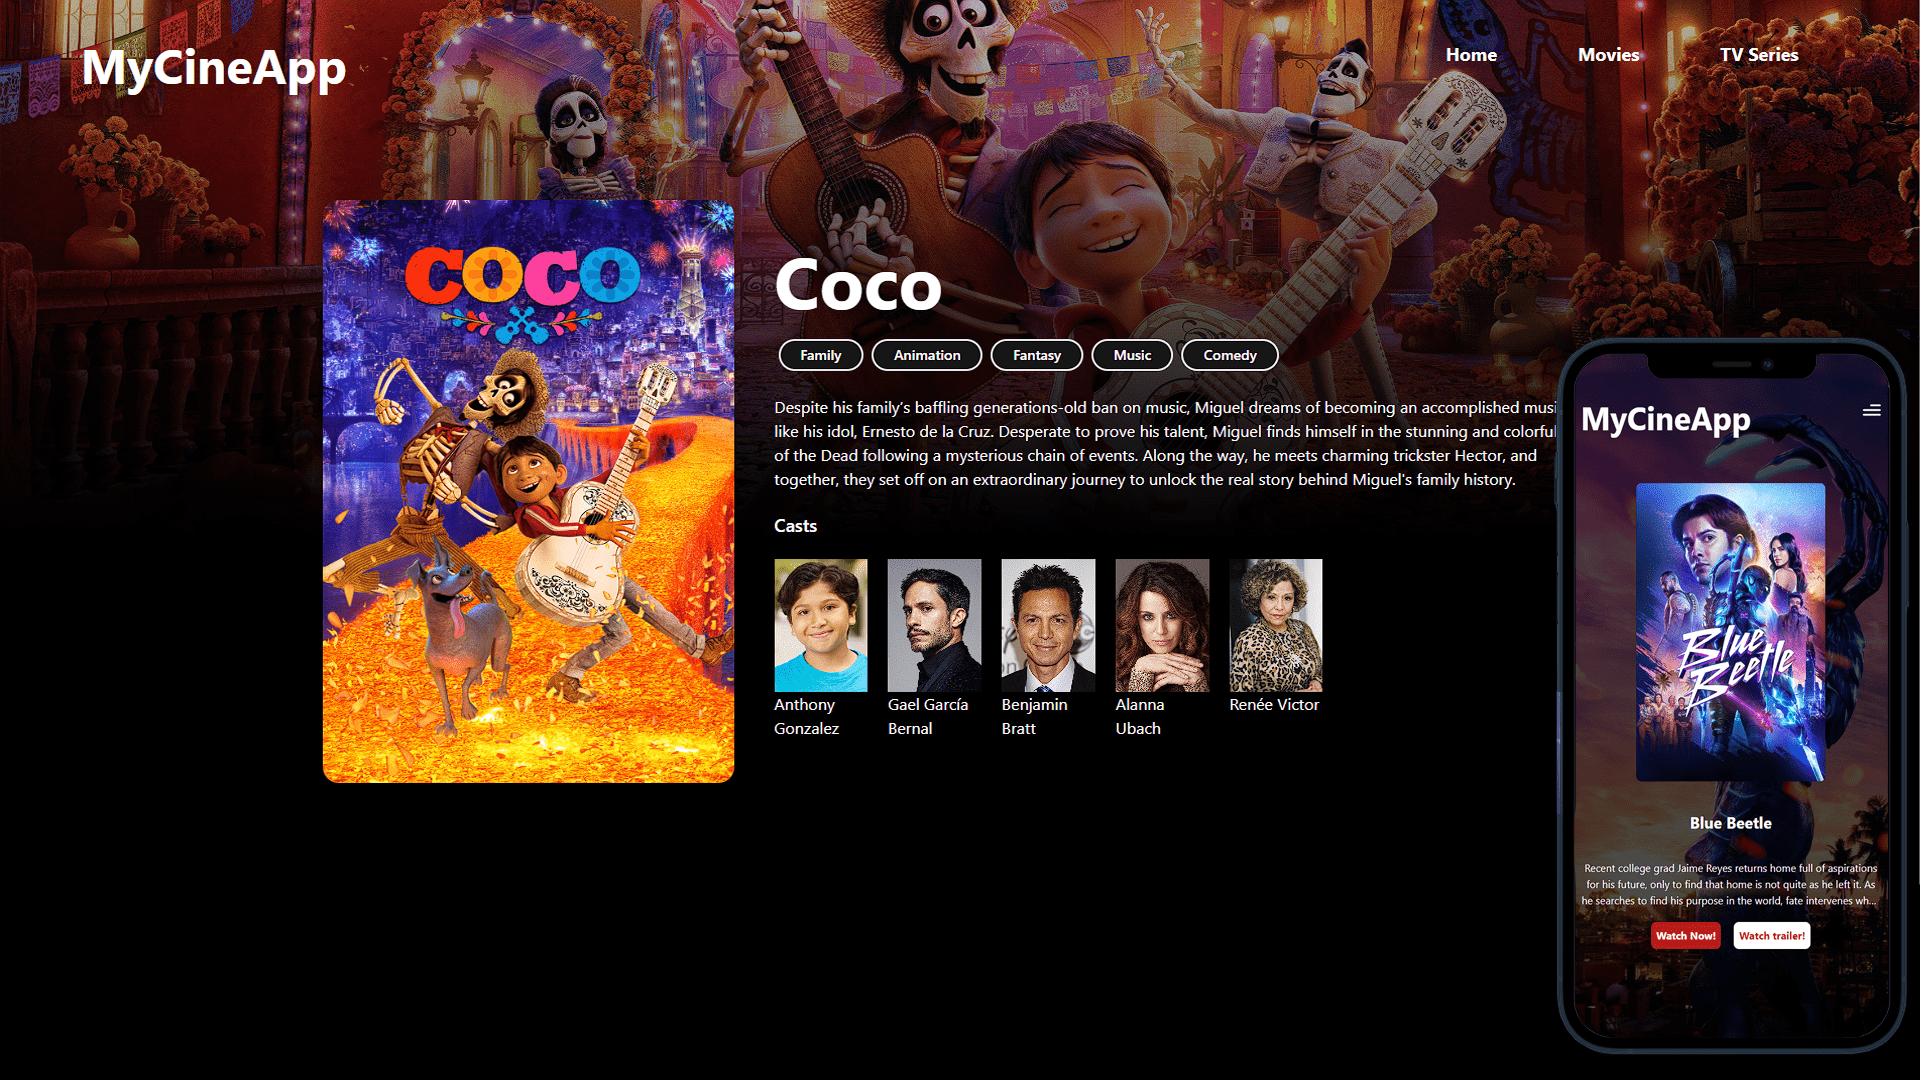 MyCineApp
Home
Movies
TV Series
COCO
Coco
Family
Animation
Fantasy
Music
Comedy
Despite his family’s baffling generations-old ban on music, Miguel dreams of becoming an accomplished musi
like his idol, Ernesto de la Cruz. Desperate to prove his talent, Miguel finds himself in the stunning and colorful
of the Dead following a mysterious chain of events. Along the way, he meets charming trickster Hector, and
together, they set off on an extraordinary journey to unlock the real story behind Miguel's family history.
Casts
Anthony
Gonzalez
Gael García
Bernal
Benjamin
Bratt
Alanna
Ubach
Renée Victor
MyCineApp
Blue
Beetle
Blue Beetle
Recent college grad Jaime Reyes returns home full of aspirations
for his future, only to find that home is not quite as he left it. As
he searches to find his purpose in the world, fate intervenes wh...
Watch Now!
Watch trailer!